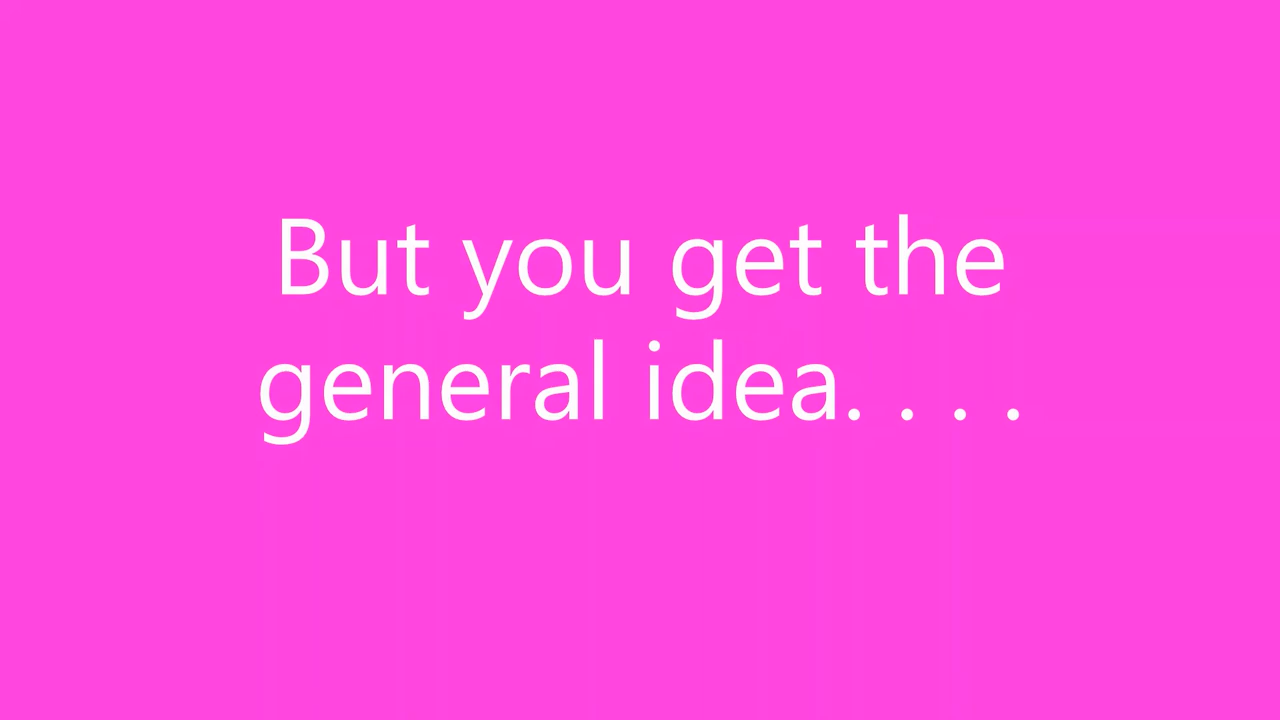 But you get the
general idea. . . .